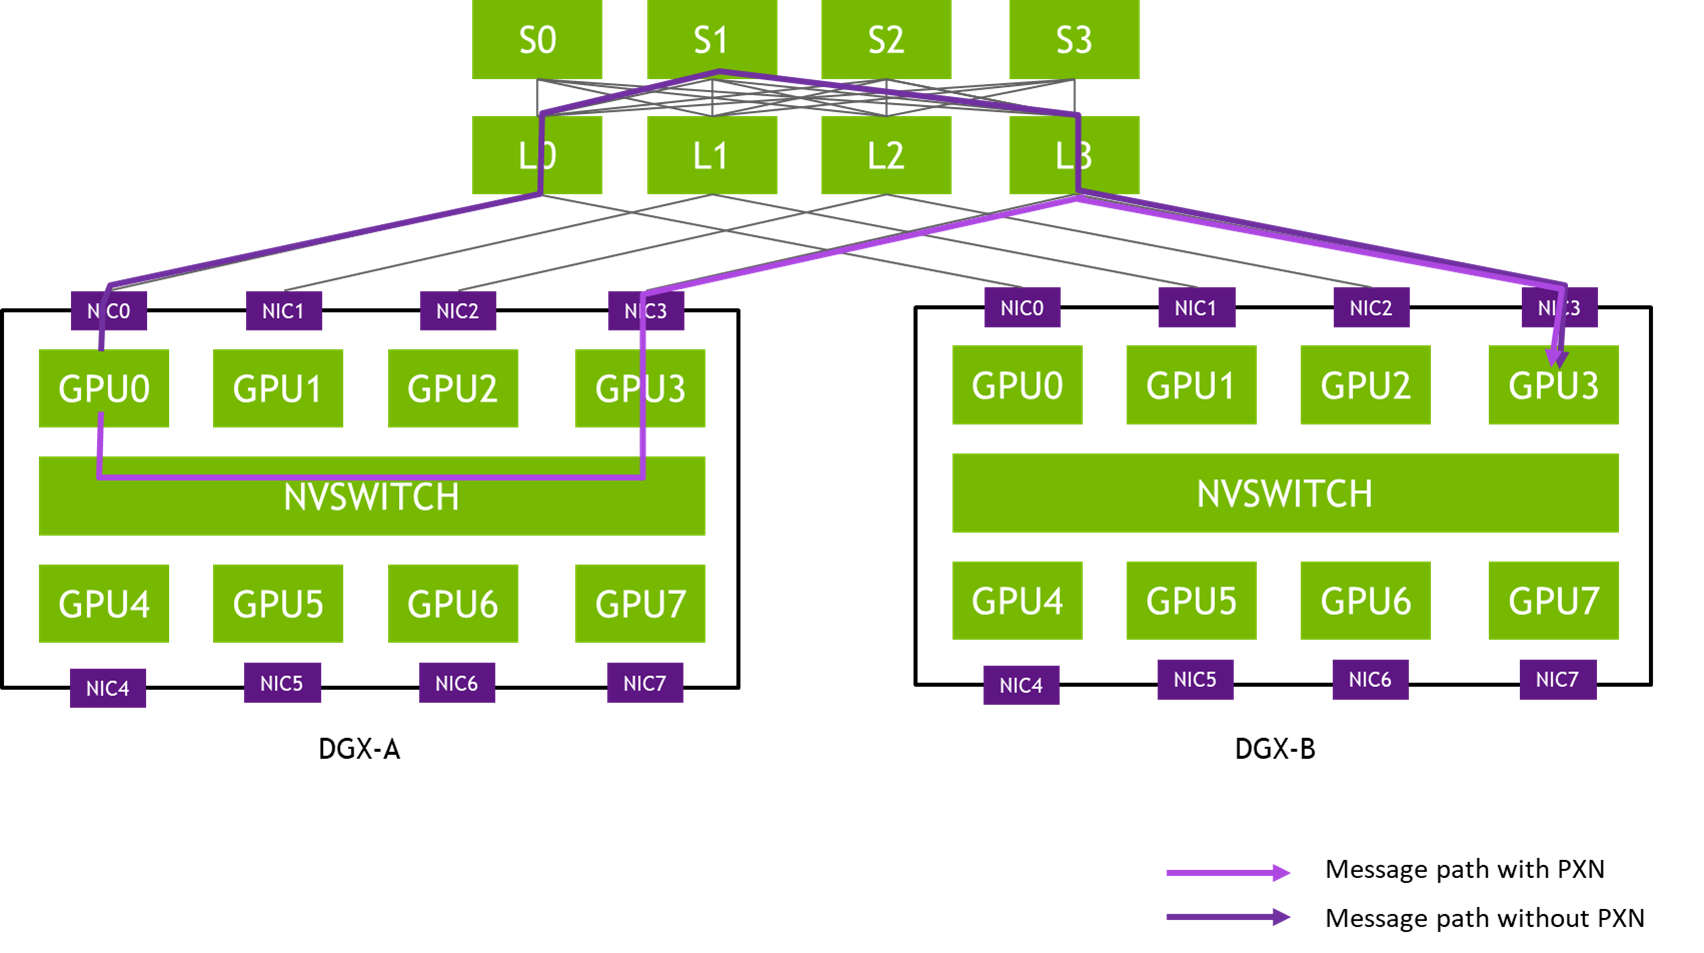 S0 S1 S2 S3
L0 L1 L2 L3
NIC0 NIC1 NIC2 NIC3
GPU0 GPU1 GPU2 GPU3
NVSWITCH
GPU4 GPU5 GPU6 GPU7
NIC4 NIC5 NIC6 NIC7
DGX-A
NIC0 NIC1 NIC2 NIC3
GPU0 GPU1 GPU2 GPU3
NVSWITCH
GPU4 GPU5 GPU6 GPU7
NIC4 NIC5 NIC6 NIC7
DGX-B
Message path with PXN
Message path without PXN